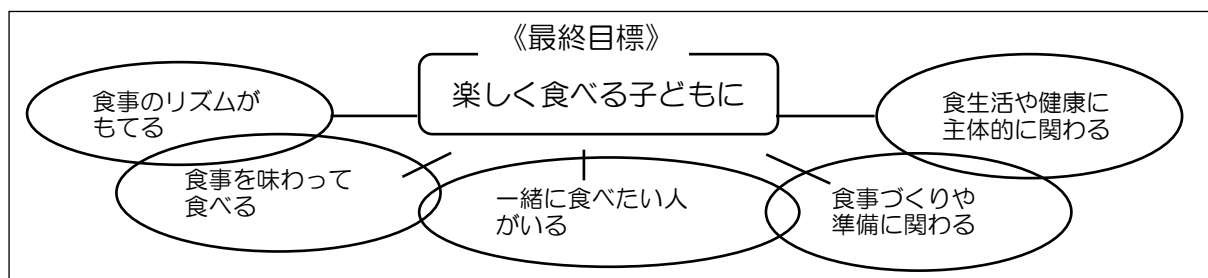 《最終目標》
楽しく食べる子どもに
食事のリズムが
もてる
食事を味わって
食べる
一緒に食べたい人
がいる
食事づくりや
準備に関わる
食生活や健康に
主体的に関わる